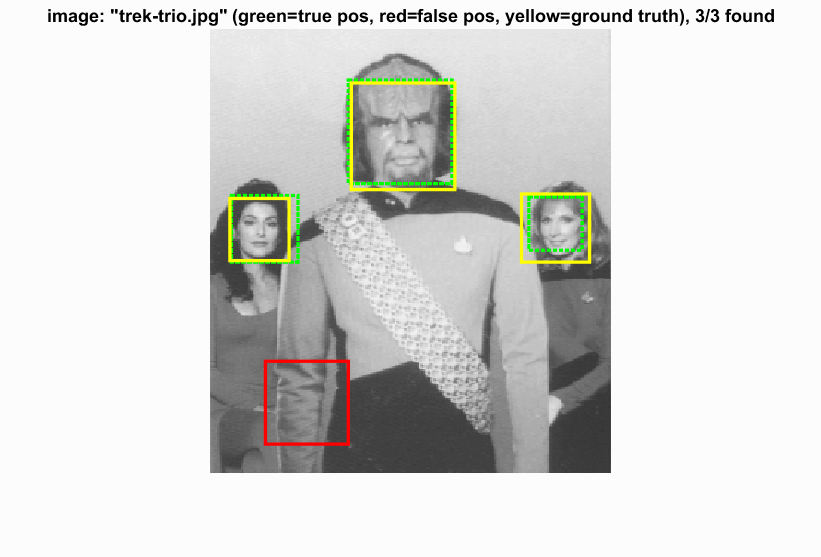 image: "trek-trio.jpg" (green=true pos, red=false pos, yellow=ground truth), 3/3 found